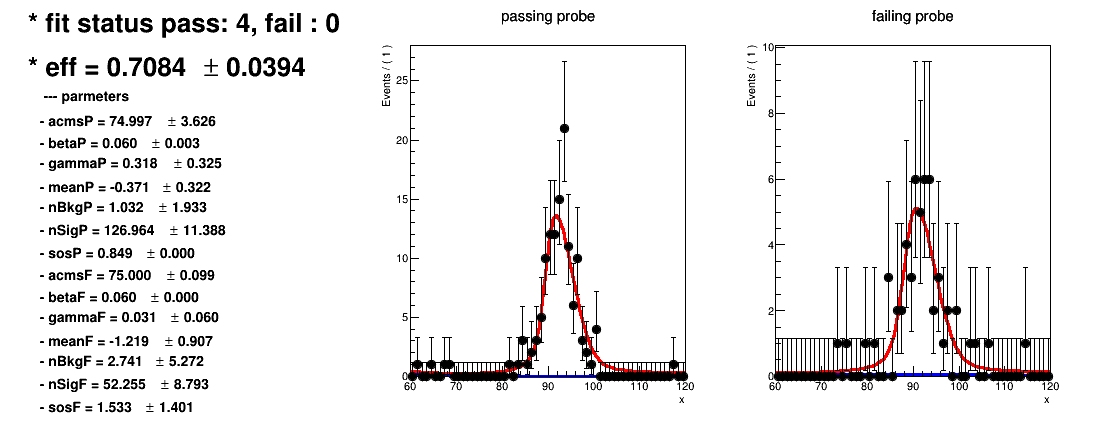 * fit status pass: 4, fail : 0
* eff = 0.7084 ± 0.0394
--- parmeters
- acmsP = 74.997 ± 3.626
- betaP = 0.060 ± 0.003
- gammaP = 0.318 ± 0.325
- meanP = -0.371 ± 0.322
- nBkgP = 1.032 ± 1.933
- nSigP = 126.964 ± 11.388
- sosP = 0.849 ± 0.000
- acmsF = 75.000 ± 0.099
- betaF = 0.060 ± 0.000
- gammaF = 0.031 ± 0.060
- meanF = -1.219 ± 0.907
- nBkgF = 2.741 ± 5.272
- nSigF = 52.255 ± 8.793
- sosF = 1.533 ± 1.401
passing probe
Events / ( 1 )
25
20
15
10
5
0
60 70 80 90 100 110 120
x
failing probe
Events / ( 1 )
10
8
6
4
2
0
60 70 80 90 100 110 120
x